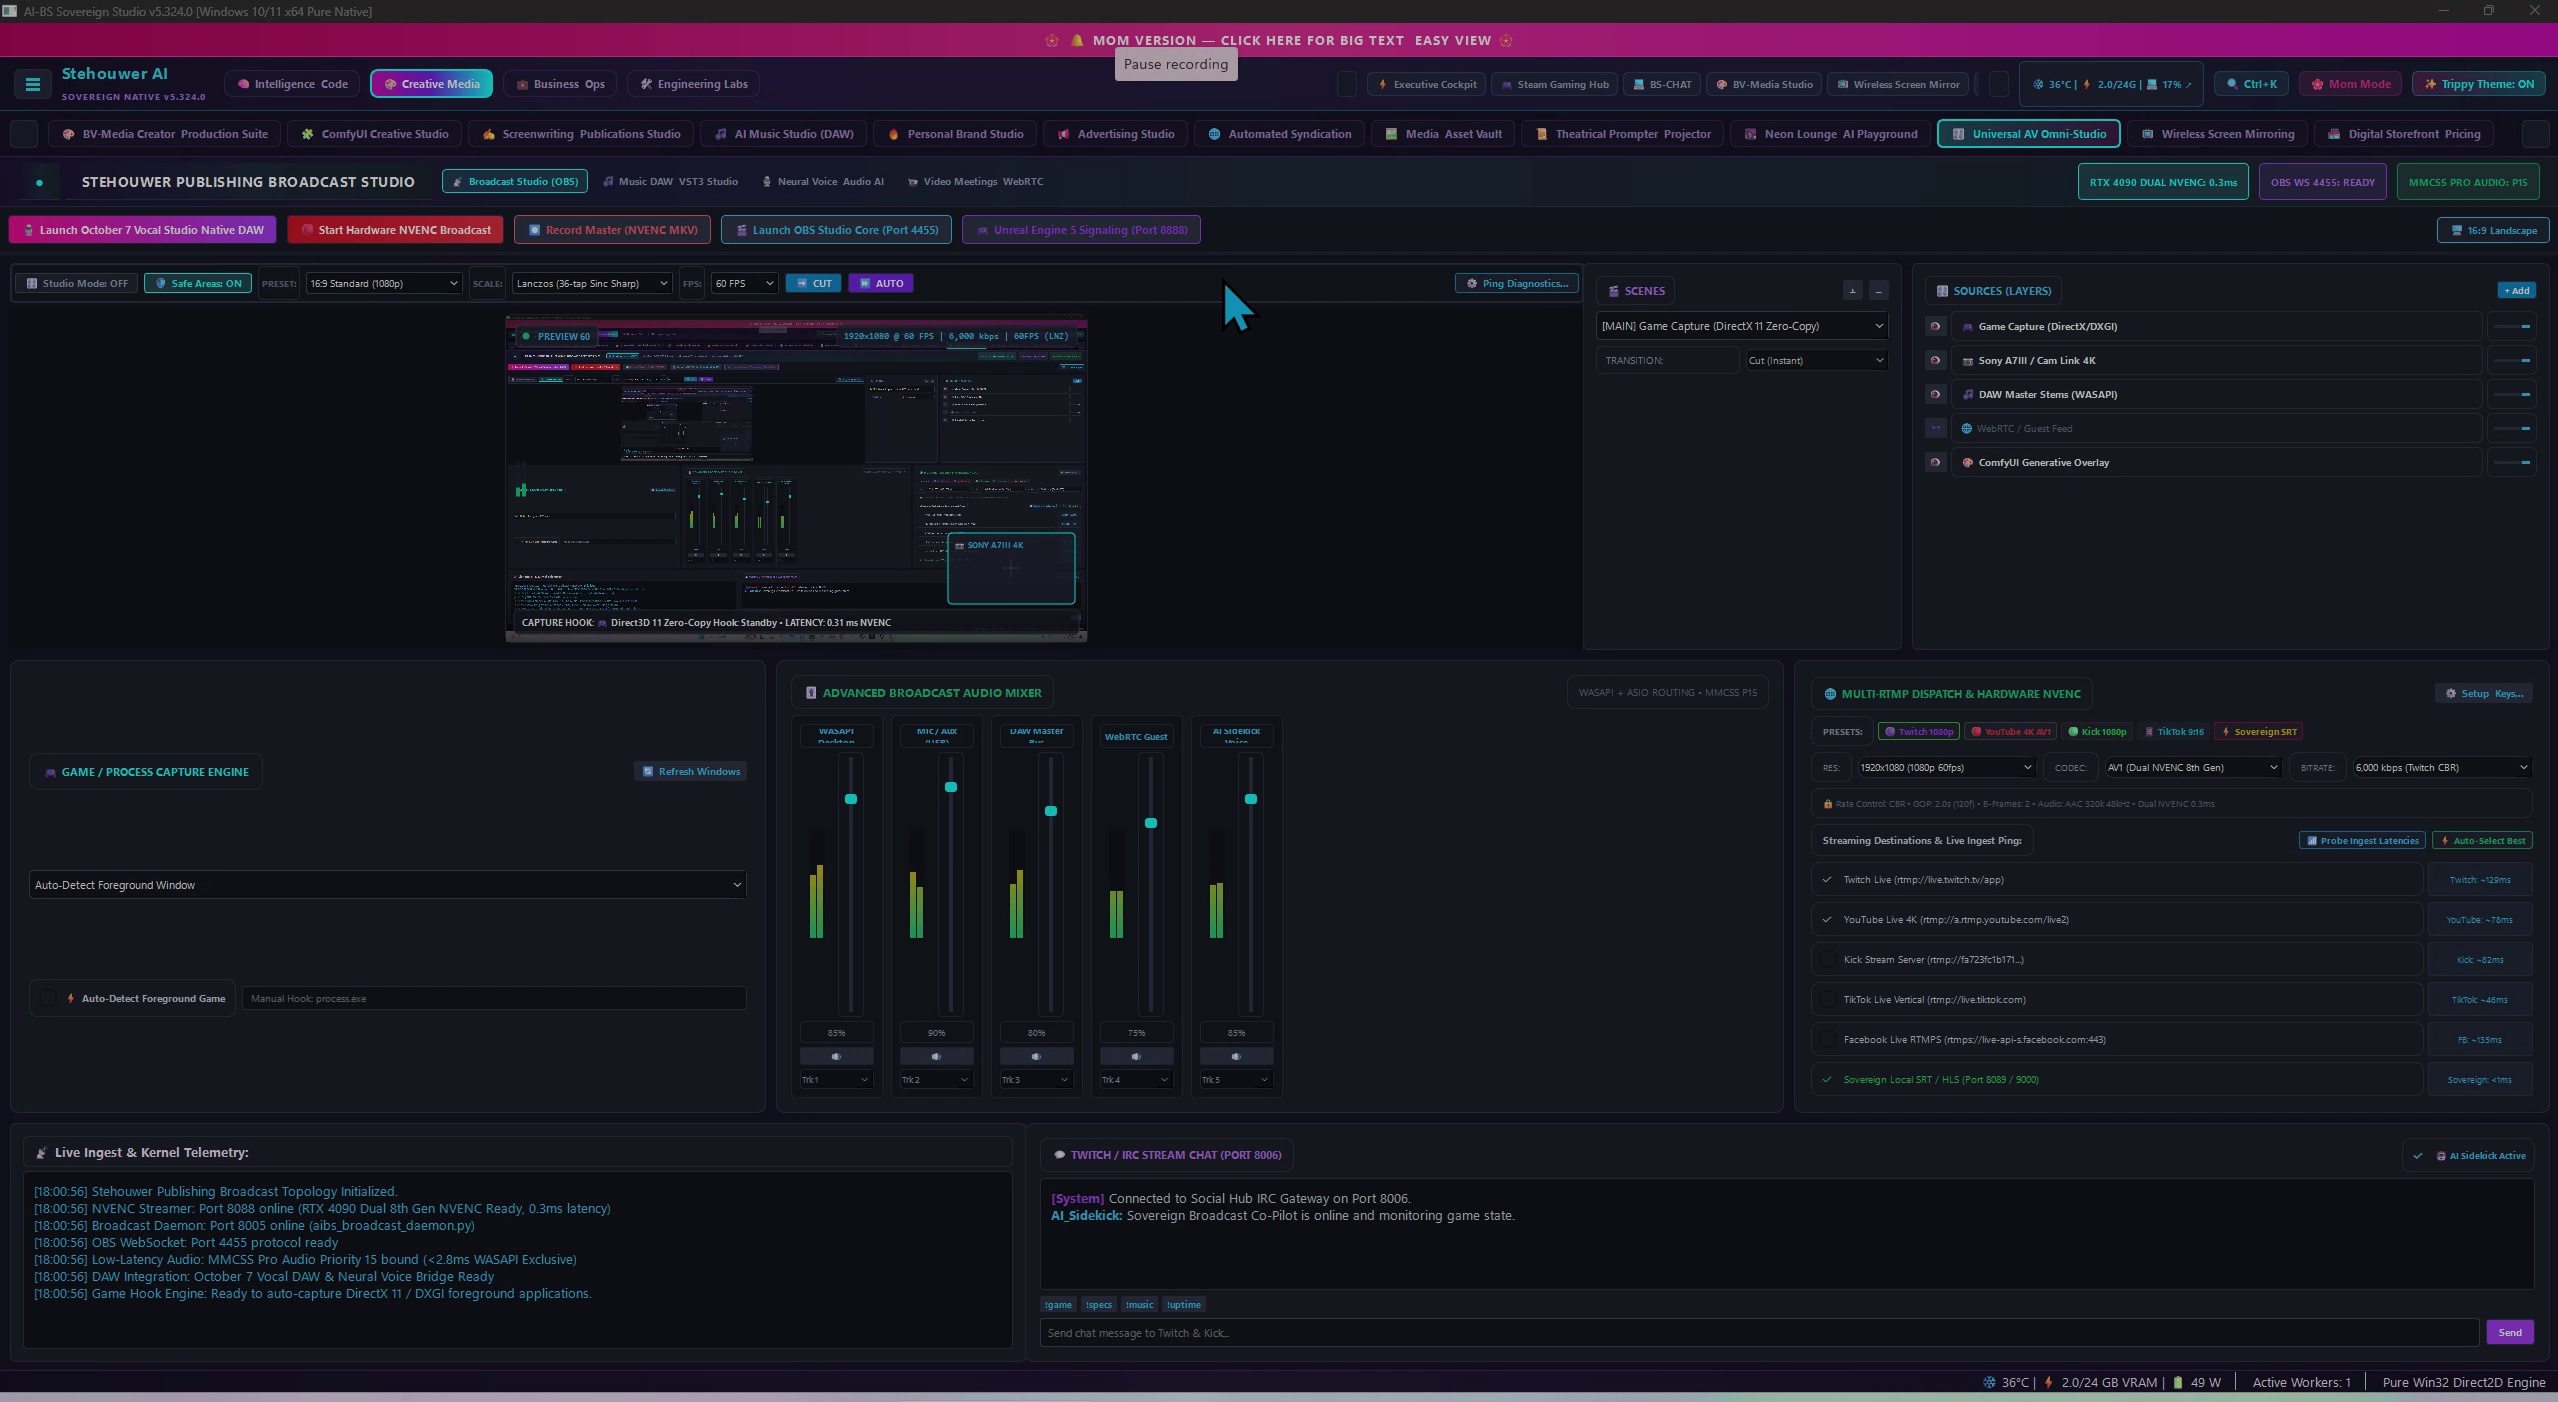 AI-BS Sovereign Studio v5.324.0 [Windows 10/11 x64 Pure Native]
MOM VERSION — CLICK HERE FOR BIG TEXT EASY VIEW
Pause recording
Stehouwer AI
SOVEREIGN NATIVE v5.324.0
Intelligence Code
Creative Media
Business Ops
Engineering Labs
Executive Cockpit
Steam Gaming Hub
BS-CHAT
BV-Media Studio
Wireless Screen Mirror
36°C | 2.0/24G | 17%
Ctrl+K
Mom Mode
Trippy Theme: ON
BV-Media Creator Production Suite
ComfyUI Creative Studio
Screenwriting Publications Studio
AI Music Studio (DAW)
Personal Brand Studio
Advertising Studio
Automated Syndication
Media Asset Vault
Theatrical Prompter Projector
Neon Lounge AI Playground
Universal AV Omni-Studio
Wireless Screen Mirroring
Digital Storefront Pricing
STEHOUWER PUBLISHING BROADCAST STUDIO
Broadcast Studio (OBS)
Music DAW VST3 Studio
Neural Voice Audio AI
Video Meetings WebRTC
RTX 4090 DUAL NVENC: 0.3ms
OBS WS 4455: READY
MMCSS PRO AUDIO: P15
Launch October 7 Vocal Studio Native DAW
Start Hardware NVENC Broadcast
Record Master (NVENC MKV)
Launch OBS Studio Core (Port 4455)
Unreal Engine 5 Signaling (Port 8888)
16:9 Landscape
Studio Mode: OFF
Safe Areas: ON
PRESET:
16:9 Standard (1080p)
SCALE:
Lanczos (36-tap Sinc Sharp)
FPS:
60 FPS
CUT
AUTO
Ping Diagnostics...
PREVIEW 60
1920x1080 @ 60 FPS | 6,000 kbps | 60FPS (LNZ)
SONY A7III 4K
CAPTURE HOOK: Direct3D 11 Zero-Copy Hook: Standby • LATENCY: 0.31 ms NVENC
SCENES
[MAIN] Game Capture (DirectX 11 Zero-Copy)
TRANSITION:
Cut (Instant)
SOURCES (LAYERS)
+ Add
Game Capture (DirectX/DXGI)
Sony A7III / Cam Link 4K
DAW Master Stems (WASAPI)
WebRTC / Guest Feed
ComfyUI Generative Overlay
GAME / PROCESS CAPTURE ENGINE
Refresh Windows
Auto-Detect Foreground Window
Auto-Detect Foreground Game
Manual Hook: process.exe
ADVANCED BROADCAST AUDIO MIXER
WASAPI + ASIO ROUTING • MMCSS P15
WASAPI Desktop
Mic / Aux (USB)
DAW Master Bus
WebRTC Guest
AI Sidekick Voice
85%
90%
80%
75%
85%
Trk 1
Trk 2
Trk 3
Trk 4
Trk 5
MULTI-RTMP DISPATCH & HARDWARE NVENC
Setup Keys...
PRESETS:
Twitch 1080p
YouTube 4K AV1
Kick 1080p
TikTok 9:16
Sovereign SRT
RES:
1920x1080 (1080p 60fps)
CODEC:
AV1 (Dual NVENC 8th Gen)
BITRATE:
6,000 kbps (Twitch CBR)
Rate Control: CBR • GOP: 2.0s (120f) • B-Frames: 2 • Audio: AAC 320k 48kHz • Dual NVENC 0.3ms
Streaming Destinations & Live Ingest Ping:
Probe Ingest Latencies
Auto-Select Best
Twitch Live (rtmp://live.twitch.tv/app)
Twitch: ~129ms
YouTube Live 4K (rtmp://a.rtmp.youtube.com/live2)
YouTube: ~78ms
Kick Stream Server (rtmp://fa723fc1b171...)
Kick: ~82ms
TikTok Live Vertical (rtmp://live.tiktok.com)
TikTok: ~46ms
Facebook Live RTMPS (rtmps://live-api-s.facebook.com:443)
FB: ~135ms
Sovereign Local SRT / HLS (Port 8089 / 9000)
Sovereign: <1ms
Live Ingest & Kernel Telemetry:
[18:00:56] Stehouwer Publishing Broadcast Topology Initialized.
[18:00:56] NVENC Streamer: Port 8088 online (RTX 4090 Dual 8th Gen NVENC Ready, 0.3ms latency)
[18:00:56] Broadcast Daemon: Port 8005 online (aibs_broadcast_daemon.py)
[18:00:56] OBS WebSocket: Port 4455 protocol ready
[18:00:56] Low-Latency Audio: MMCSS Pro Audio Priority 15 bound (<2.8ms WASAPI Exclusive)
[18:00:56] DAW Integration: October 7 Vocal DAW & Neural Voice Bridge Ready
[18:00:56] Game Hook Engine: Ready to auto-capture DirectX 11 / DXGI foreground applications.
TWITCH / IRC STREAM CHAT (PORT 8006)
AI Sidekick Active
[System] Connected to Social Hub IRC Gateway on Port 8006.
AI_Sidekick: Sovereign Broadcast Co-Pilot is online and monitoring game state.
!game
!specs
!music
!uptime
Send chat message to Twitch & Kick...
Send
36°C | 2.0/24 GB VRAM | 49 W
Active Workers: 1
Pure Win32 Direct2D Engine